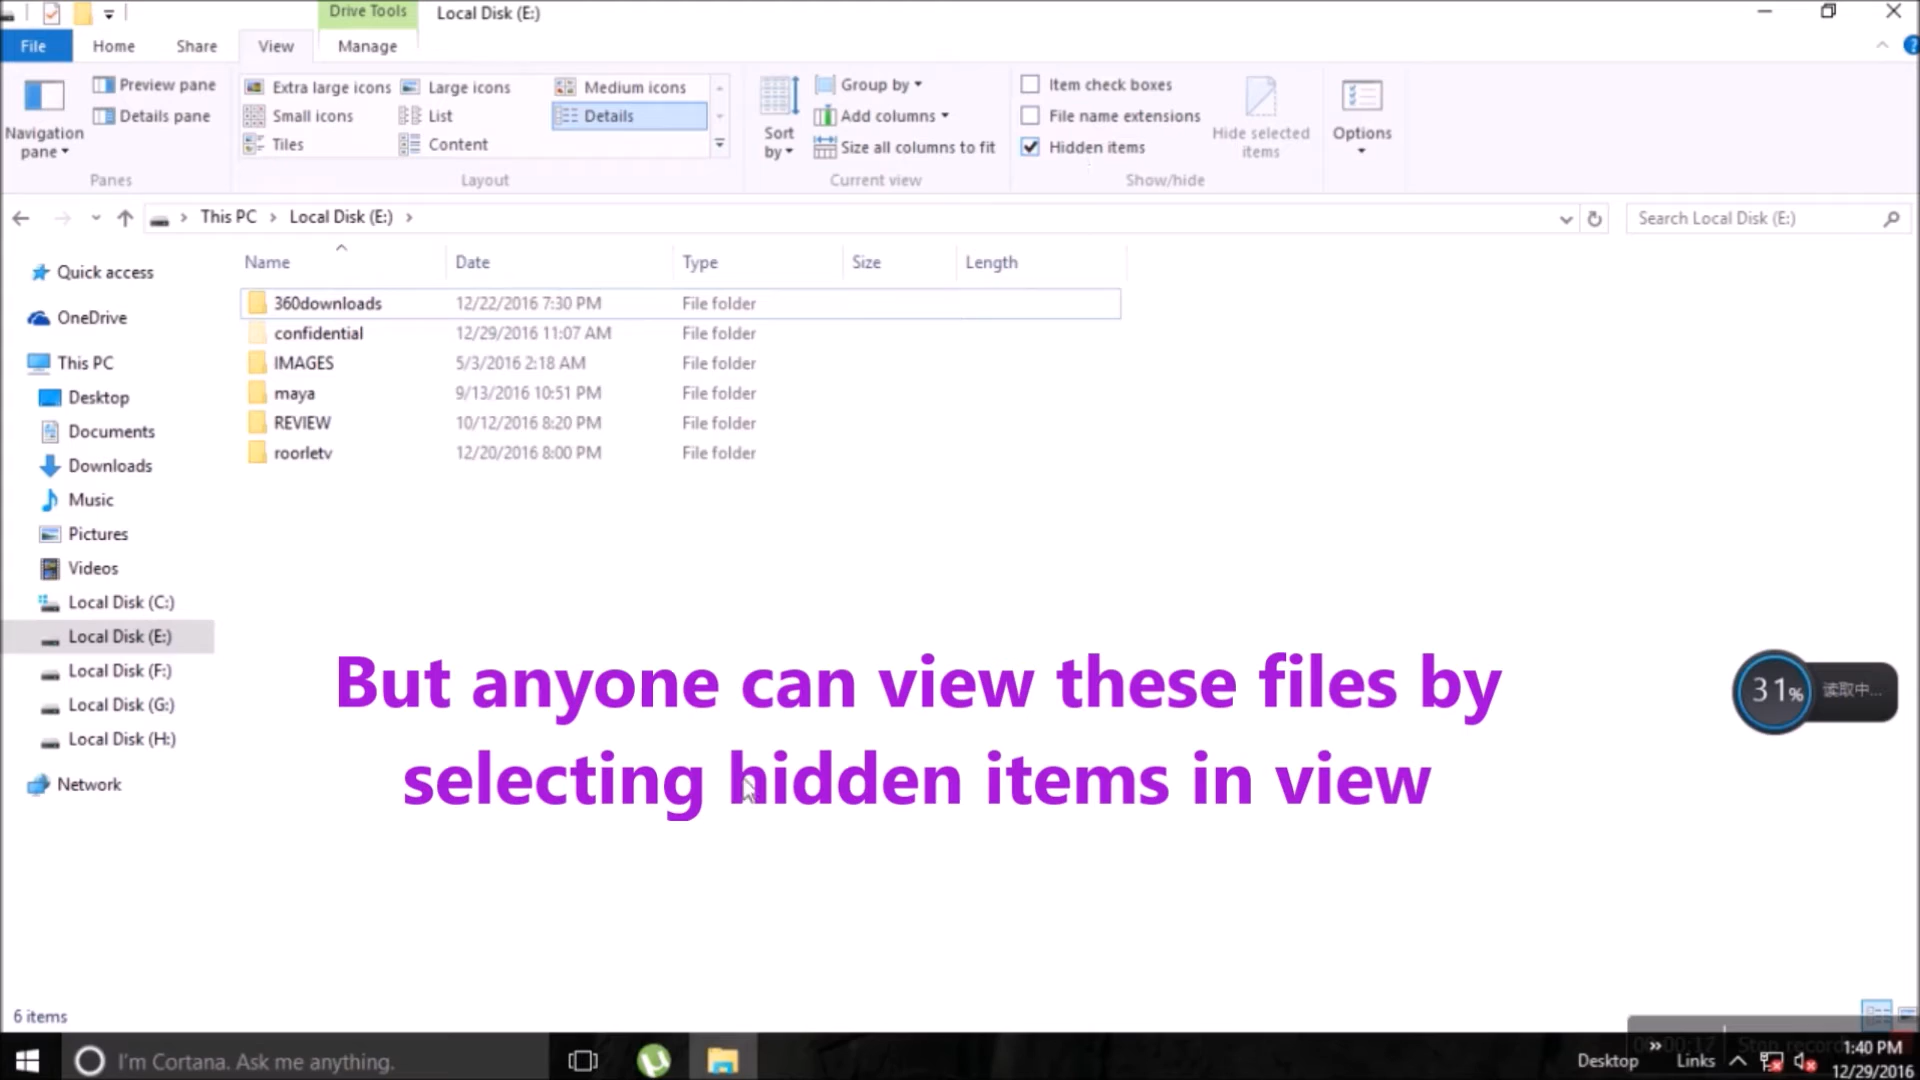 Drive Tools
Local Disk (E:)
File
Home
Share
View
Manage
Navigation pane
Preview pane
Details pane
Panes
Extra large icons
Large icons
Medium icons
Small icons
List
Details
Tiles
Content
Layout
Sort by
Group by
Add columns
Size all columns to fit
Current view
Item check boxes
File name extensions
Hidden items
Hide selected items
Show/hide
Options
This PC > Local Disk (E:) >
Search Local Disk (E:)
Name Date Type Size Length
360downloads 12/22/2016 7:30 PM File folder
confidential 12/29/2016 11:07 AM File folder
IMAGES 5/3/2016 2:18 AM File folder
maya 9/13/2016 10:51 PM File folder
REVIEW 10/12/2016 8:20 PM File folder
roorletv 12/20/2016 8:00 PM File folder
Quick access
OneDrive
This PC
Desktop
Documents
Downloads
Music
Pictures
Videos
Local Disk (C:)
Local Disk (E:)
Local Disk (F:)
Local Disk (G:)
Local Disk (H:)
Network
But anyone can view these files by
selecting hidden items in view
31% 读取中...
6 items
I'm Cortana. Ask me anything.
Desktop
Links
1:40 PM
12/29/2016